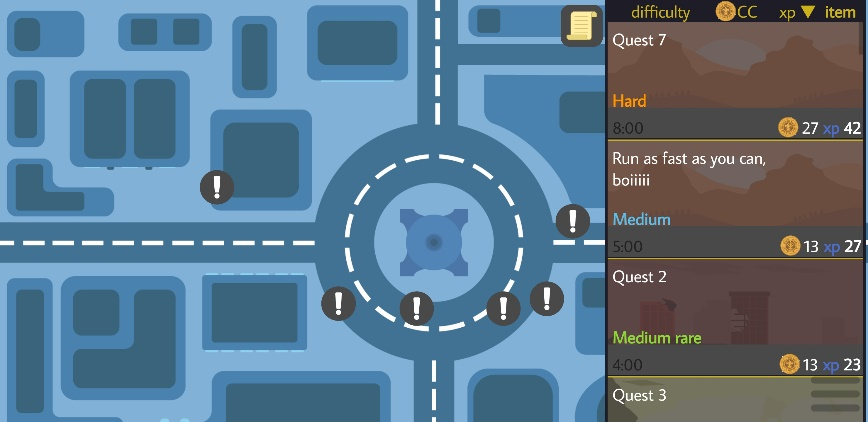 difficulty CC xp ▼ item
Quest 7
Hard
8:00 27 xp 42
Run as fast as you can,
boiiiii
Medium
5:00 13 xp 27
Quest 2
Medium rare
4:00 13 xp 23
Quest 3
! ! ! ! ! !